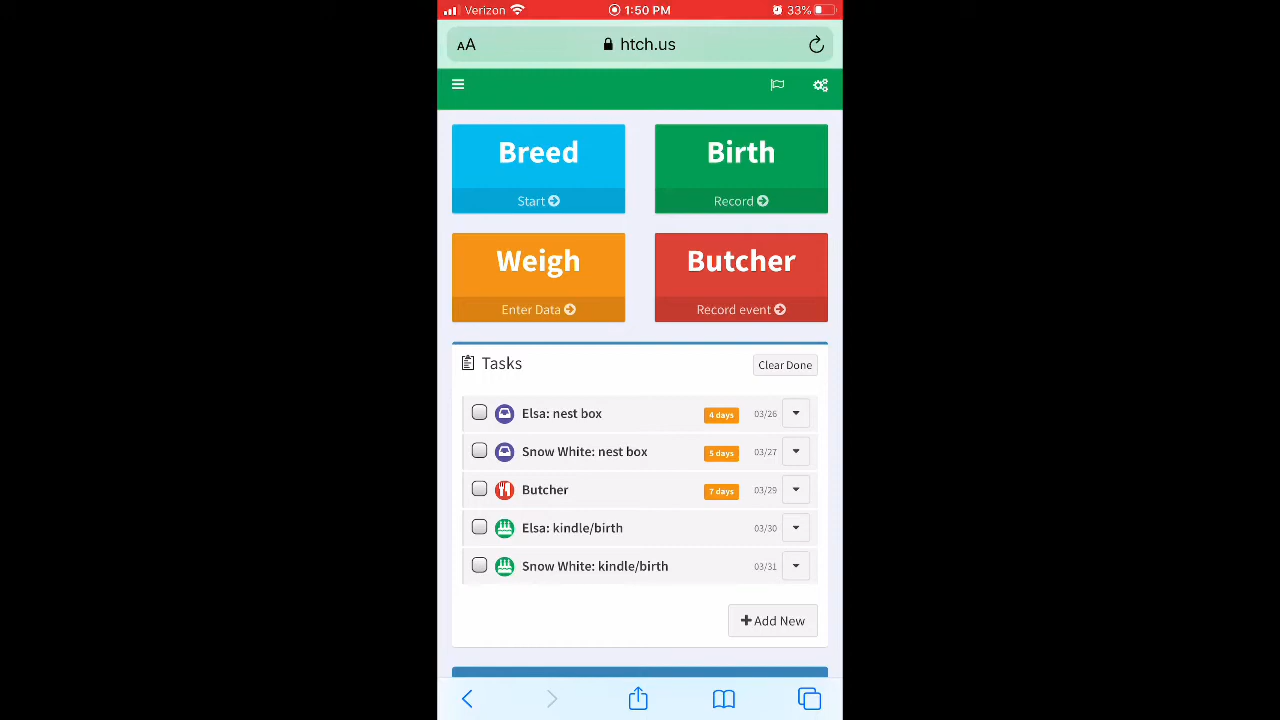 Verizon 1:50 PM 33%
AA htch.us
Breed Birth
Start Record
Weigh Butcher
Enter Data Record event
Tasks Clear Done
Elsa: nest box 4 days 03/26
Snow White: nest box 5 days 03/27
Butcher 7 days 03/29
Elsa: kindle/birth 03/30
Snow White: kindle/birth 03/31
Add New